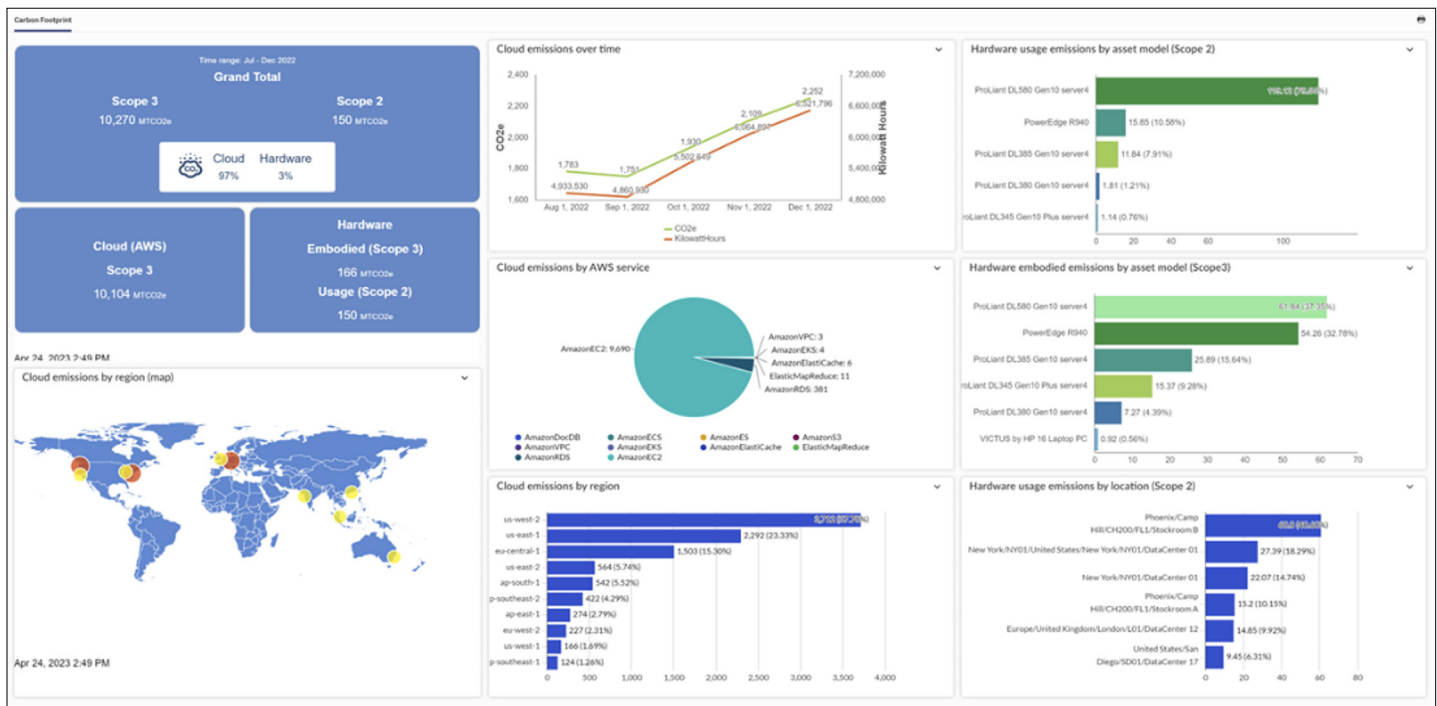 Carbon Footprint
Time range: Jul - Dec 2022
Grand Total
Scope 3
Scope 2
10,270 MTCO2e
150 MTCO2e
CO₂
Cloud
Hardware
97%
3%
Cloud (AWS)
Scope 3
10,104 MTCO2e
Hardware
Embodied (Scope 3)
166 MTCO2e
Usage (Scope 2)
150 MTCO2e
Apr 24, 2023 2:49 PM
Cloud emissions by region (map)
Apr 24, 2023 2:49 PM
Cloud emissions over time
2,400
2,200
2,000
1,800
1,600
CO2e
7,200,000
6,600,000
6,000,000
5,400,000
4,800,000
Kilowatt Hours
1,783
1,751
1,930
2,109
2,252
4,933,530
4,860,930
5,502,649
6,064,897
6,521,796
Aug 1, 2022
Sep 1, 2022
Oct 1, 2022
Nov 1, 2022
Dec 1, 2022
CO2e
KilowattHours
Cloud emissions by AWS service
AmazonEC2: 9,690
AmazonVPC: 3
AmazonEKS: 4
AmazonElastiCache: 6
ElasticMapReduce: 11
AmazonRDS: 381
AmazonDocDB
AmazonECS
AmazonES
AmazonS3
AmazonVPC
AmazonEKS
AmazonElastiCache
ElasticMapReduce
AmazonRDS
AmazonEC2
Cloud emissions by region
us-west-2
us-east-1
2,292 (23.33%)
eu-central-1
1,503 (15.30%)
us-east-2
564 (5.74%)
ap-south-1
542 (5.52%)
p-southeast-2
422 (4.29%)
ap-east-1
274 (2.79%)
eu-west-2
227 (2.31%)
us-west-1
166 (1.69%)
p-southeast-1
124 (1.26%)
0
500
1,000
1,500
2,000
2,500
3,000
3,500
4,000
Hardware usage emissions by asset model (Scope 2)
ProLiant DL580 Gen10 server4
PowerEdge R940
15.85 (10.58%)
ProLiant DL385 Gen10 server4
11.84 (7.91%)
ProLiant DL380 Gen10 server4
1.81 (1.21%)
roLiant DL345 Gen10 Plus server4
1.14 (0.76%)
0
20
40
60
100
Hardware embodied emissions by asset model (Scope3)
ProLiant DL580 Gen10 server4
61.84 (37.35%)
PowerEdge R940
54.26 (32.78%)
ProLiant DL385 Gen10 server4
25.89 (15.64%)
roLiant DL345 Gen10 Plus server4
15.37 (9.28%)
ProLiant DL380 Gen10 server4
7.27 (4.39%)
VICTUS by HP 16 Laptop PC
0.92 (0.56%)
0
10
20
30
40
50
60
70
Hardware usage emissions by location (Scope 2)
Phoenix/Camp
Hill/CH200/FL1/Stockroom B
New York/NY01/United States/New York/NY01/DataCenter 01
27.39 (18.29%)
New York/NY01/DataCenter 01
22.07 (14.74%)
Phoenix/Camp
Hill/CH200/FL1/Stockroom A
15.2 (10.15%)
Europe/United Kingdom/London/L01/DataCenter 12
14.85 (9.92%)
United States/San
Diego/SD01/DataCenter 17
9.45 (6.31%)
0
20
40
60
80